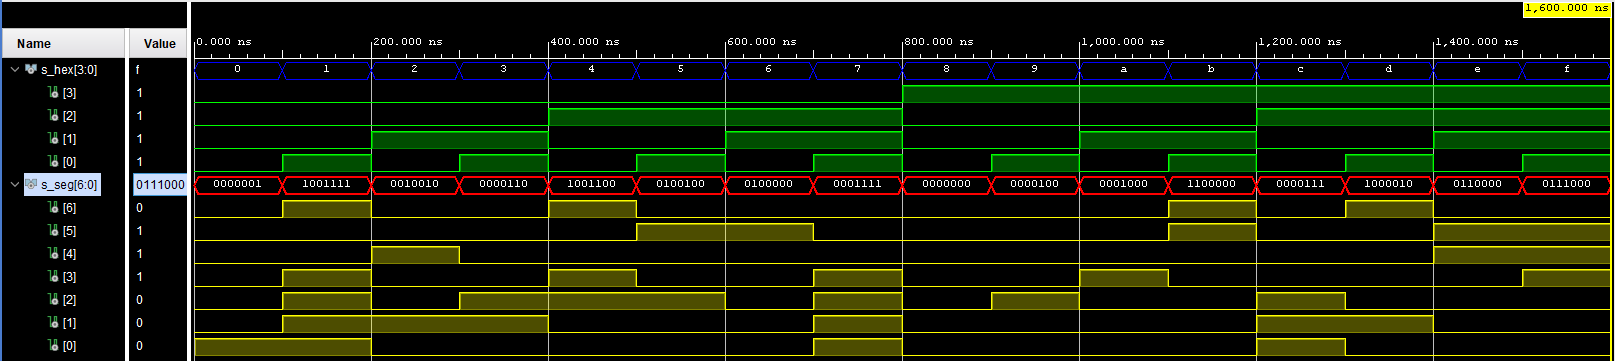 1,600.000 ns
Name Value 0.000 ns 200.000 ns 400.000 ns 600.000 ns 800.000 ns 1,000.000 ns 1,200.000 ns 1,400.000 ns
s_hex[3:0] f 0 1 2 3 4 5 6 7 8 9 a b c d e f
[3] 1
[2] 1
[1] 1
[0] 1
s_seg[6:0] 0111000 0000001 1001111 0010010 0000110 1001100 0100100 0100000 0001111 0000000 0000100 0001000 1100000 0000111 1000010 0110000 0111000
[6] 0
[5] 1
[4] 1
[3] 1
[2] 0
[1] 0
[0] 0